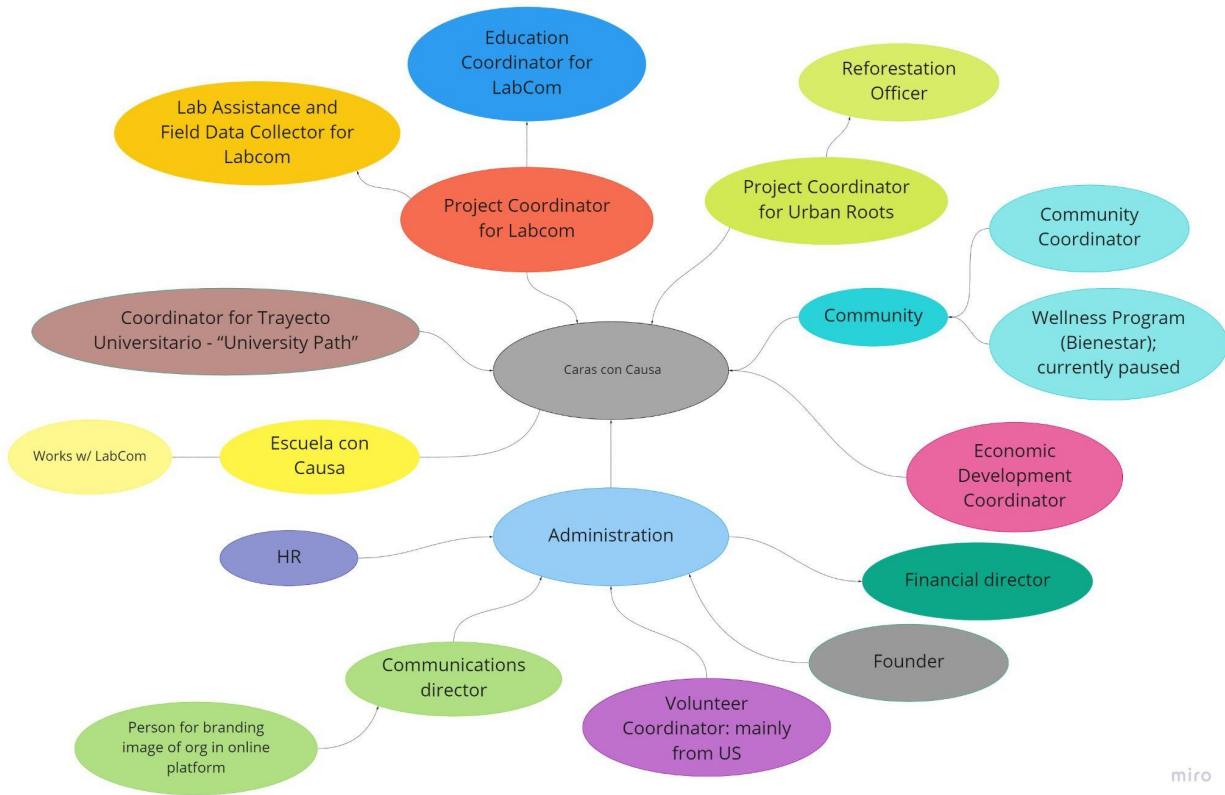 Education
Coordinator for
LabCom
Reforestation
Officer
Lab Assistance and
Field Data Collector for
Labcom
Project Coordinator
for Labcom
Project Coordinator
for Urban Roots
Community
Coordinator
Coordinator for Trayecto
Universitario - “University Path”
Community
Wellness Program
(Bienestar);
currently paused
Caras con Causa
Works w/ LabCom
Escuela con
Causa
Economic
Development
Coordinator
HR
Administration
Financial director
Communications
director
Founder
Volunteer
Coordinator: mainly
from US
Person for branding
image of org in online
platform
miro